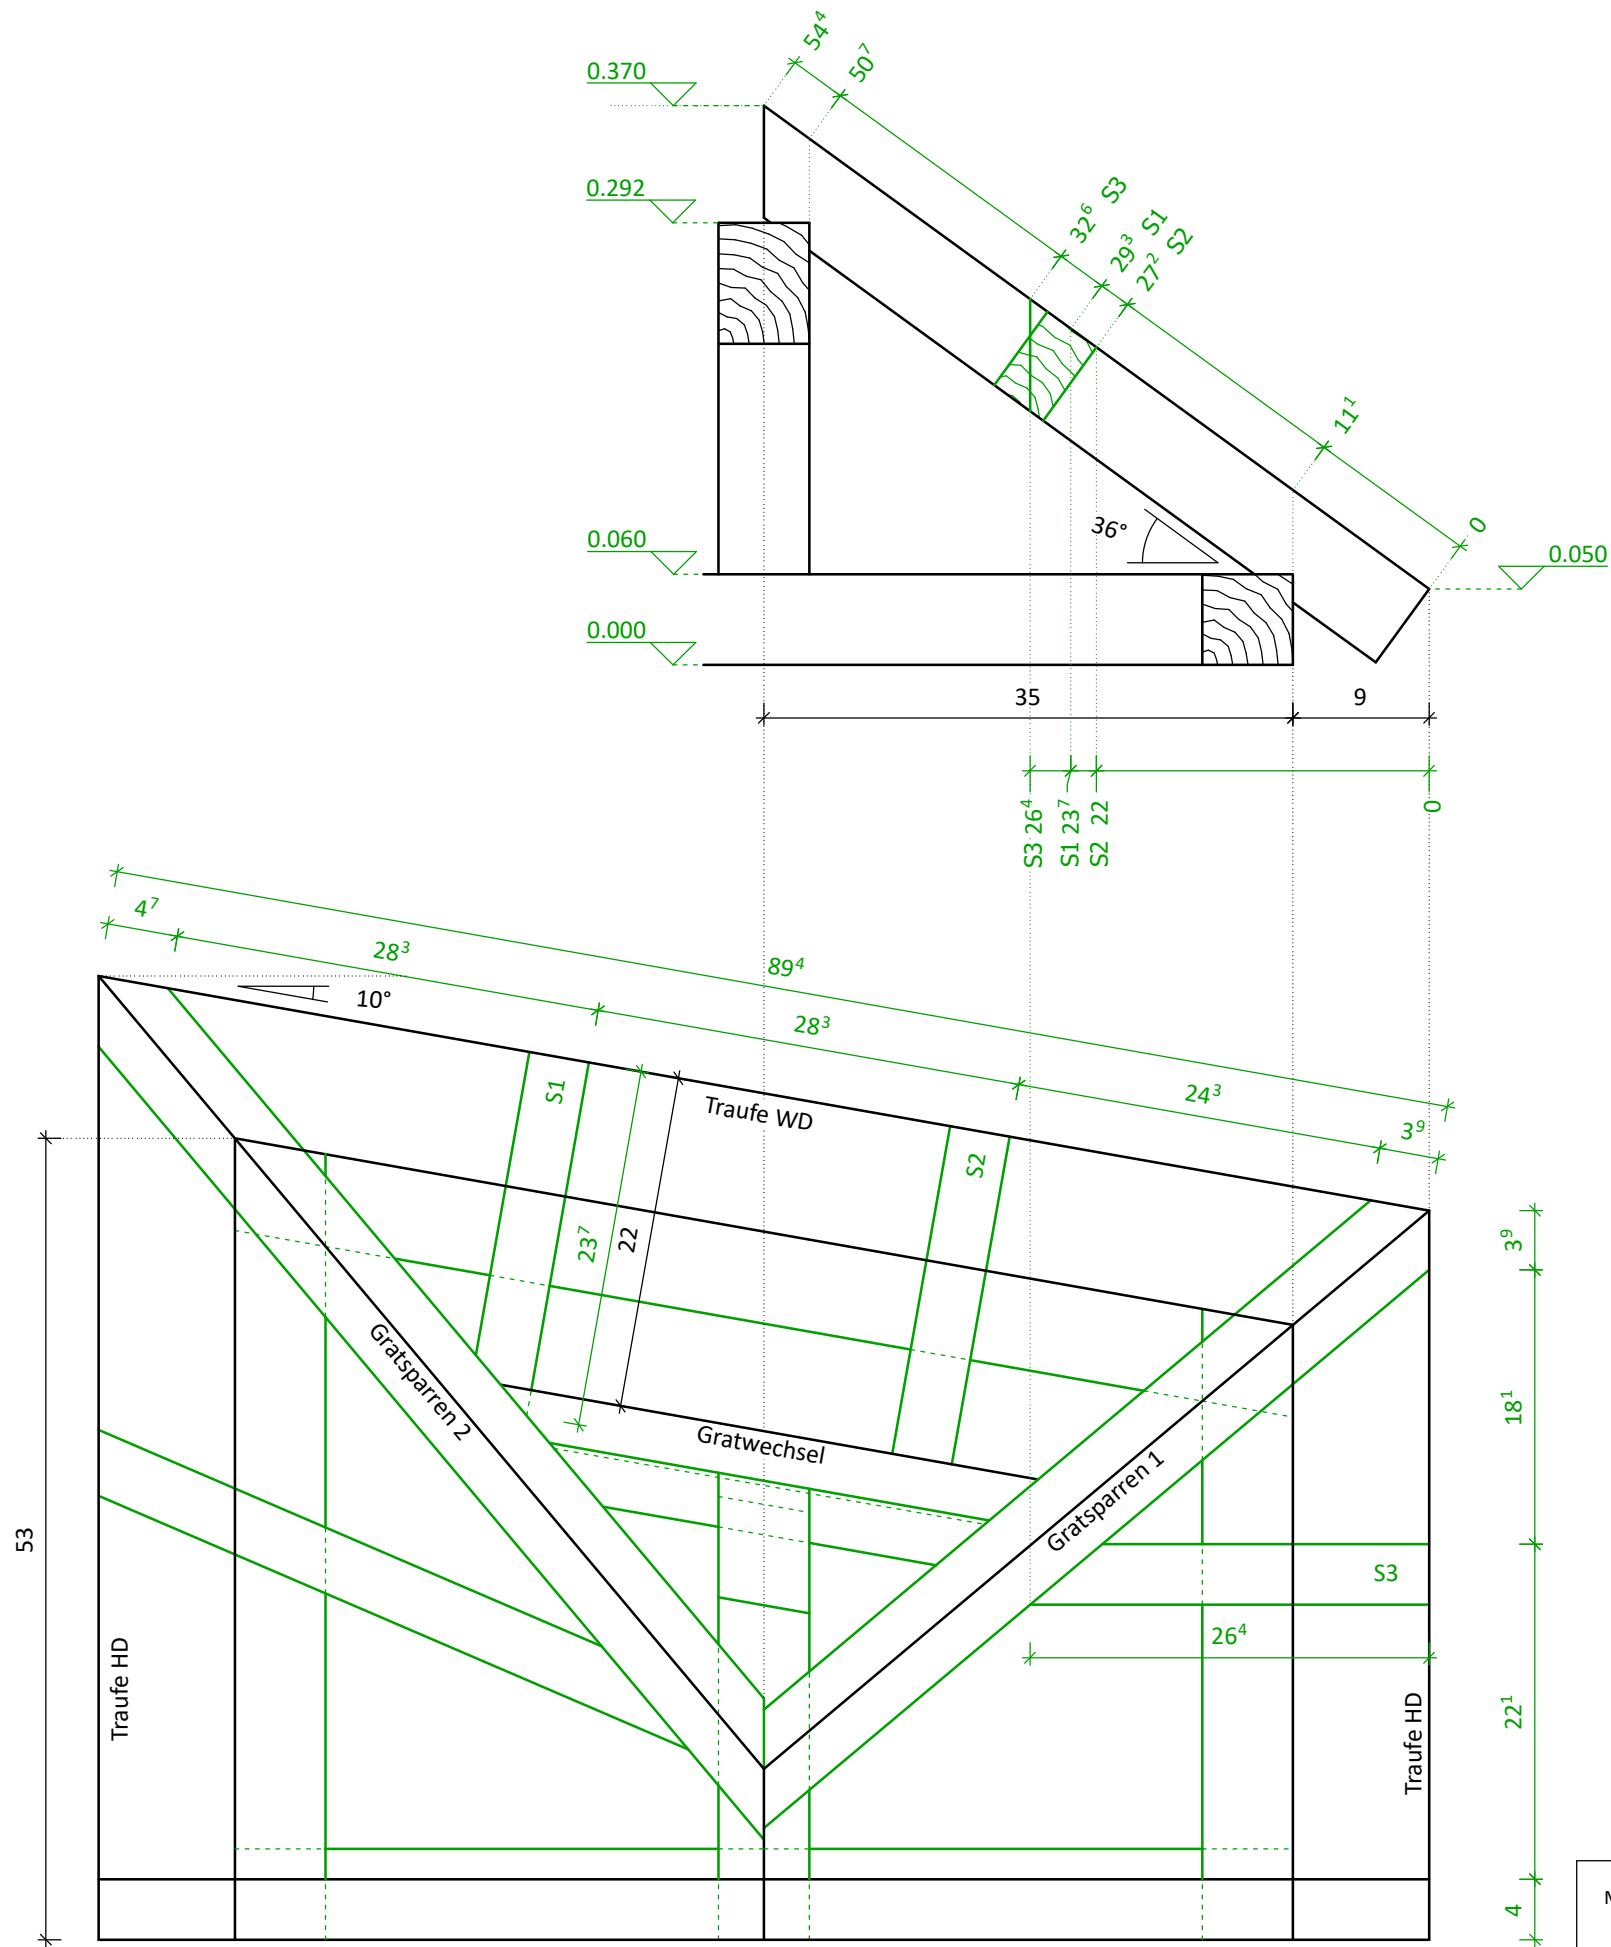 54⁴
50⁷
0.370
0.292
32⁶ S3
29³ S1
27² S2
11¹
0
36°
0.060
0.050
0.000
35
9
S3 26⁴
S1 23⁷
S2 22
0
4⁷
28³
89⁴
10°
28³
24³
3⁹
S1
Traufe WD
S2
23⁷
22
3⁹
Gratsparren 2
Gratwechsel
Gratsparren 1
18¹
53
S3
26⁴
Traufe HD
Traufe HD
22¹
4